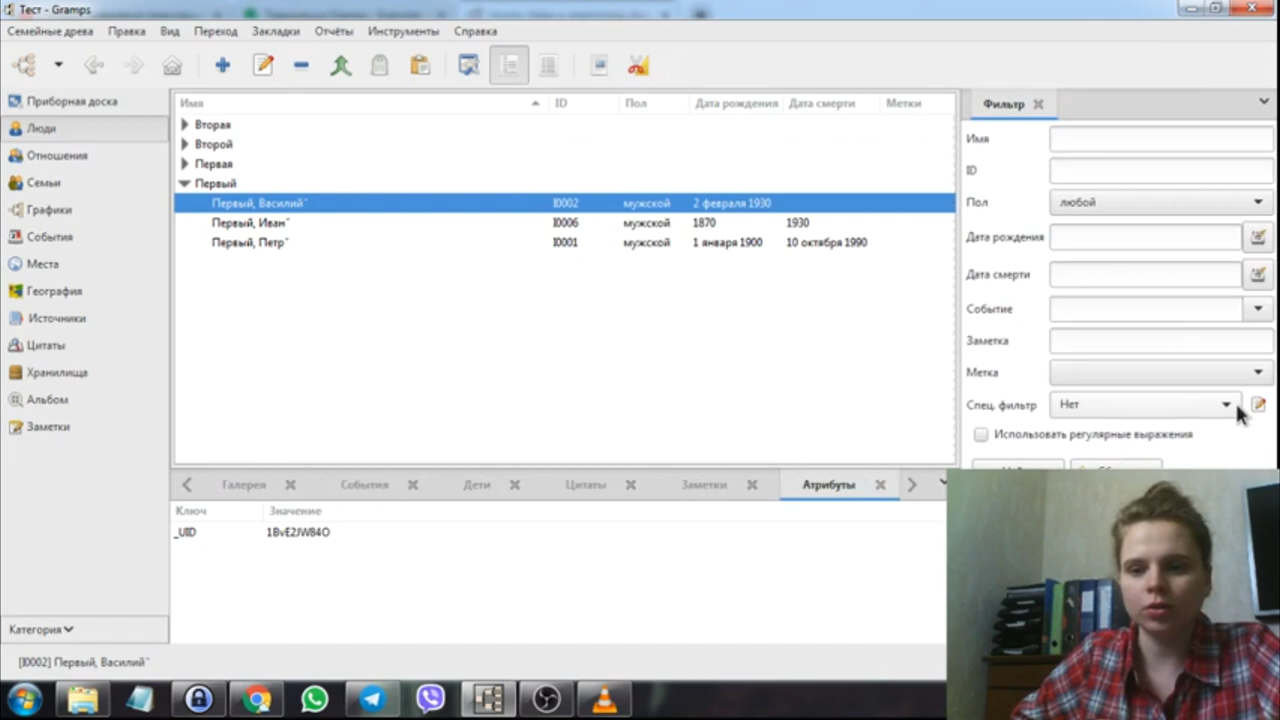 Тест - Gramps
Семейные древа Правка Вид Переход Закладки Отчёты Инструменты Справка
Приборная доска
Люди
Отношения
Семьи
Графики
События
Места
География
Источники
Цитаты
Хранилища
Альбом
Заметки
Категория
Имя ID Пол Дата рождения Дата смерти Метки
Вторая
Второй
Первая
Первый
Первый, Василий I0002 мужской 2 февраля 1930
Первый, Иван I0006 мужской 1870 1930
Первый, Петр I0001 мужской 1 января 1900 10 октября 1990
Галерея События Дети Цитаты Заметки Атрибуты
Ключ Значение
_UID 1BvE2JW84O
Фильтр
Имя
ID
Пол любой
Дата рождения
Дата смерти
Событие
Заметка
Метка
Спец. фильтр Нет
Использовать регулярные выражения
[I0002] Первый, Василий